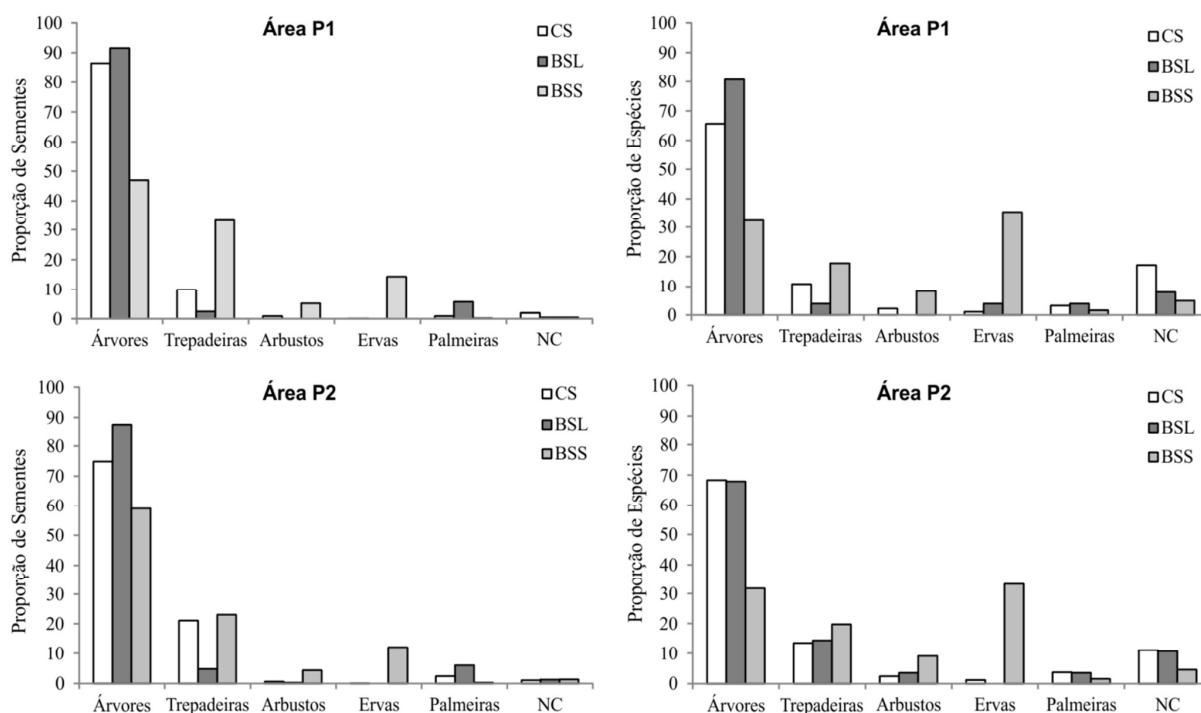 Área P1
CS
BSL
BSS
Proporção de Sementes
100
90
80
70
60
50
40
30
20
10
0
Árvores Trepadeiras Arbustos Ervas Palmeiras NC
Área P1
CS
BSL
BSS
Proporção de Espécies
100
90
80
70
60
50
40
30
20
10
0
Árvores Trepadeiras Arbustos Ervas Palmeiras NC
Área P2
CS
BSL
BSS
Proporção de Sementes
100
90
80
70
60
50
40
30
20
10
0
Árvores Trepadeiras Arbustos Ervas Palmeiras NC
Área P2
CS
BSL
BSS
Proporção de Espécies
100
90
80
70
60
50
40
30
20
10
0
Árvores Trepadeiras Arbustos Ervas Palmeiras NC